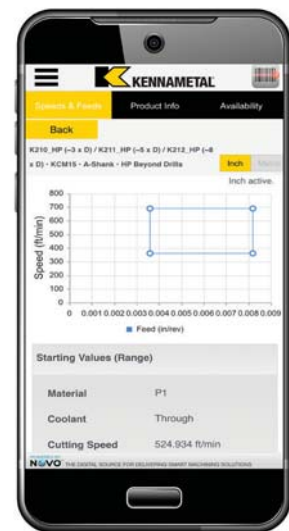 KENNAMETAL
Speeds & Feeds Product Info Availability
Back
K210_HP (~3 x D) / K211_HP (~5 x D) / K212_HP (~8
x D) • KCM15 • A-Shank • HP Beyond Drills
Inch Metric
Inch active.
Speed (ft/min)
800
700
600
500
400
300
200
100
0
0 0.001 0.002 0.003 0.004 0.005 0.006 0.007 0.008 0.009
Feed (in/rev)
Starting Values (Range)
Material P1
Coolant Through
Cutting Speed 524.934 ft/min
POWERED BY
NOVO THE DIGITAL SOURCE FOR DELIVERING SMART MACHINING SOLUTIONS